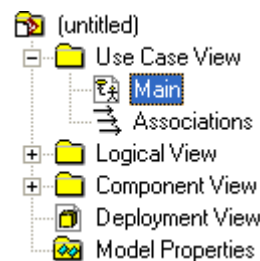 (untitled)
Use Case View
Main
Associations
Logical View
Component View
Deployment View
Model Properties